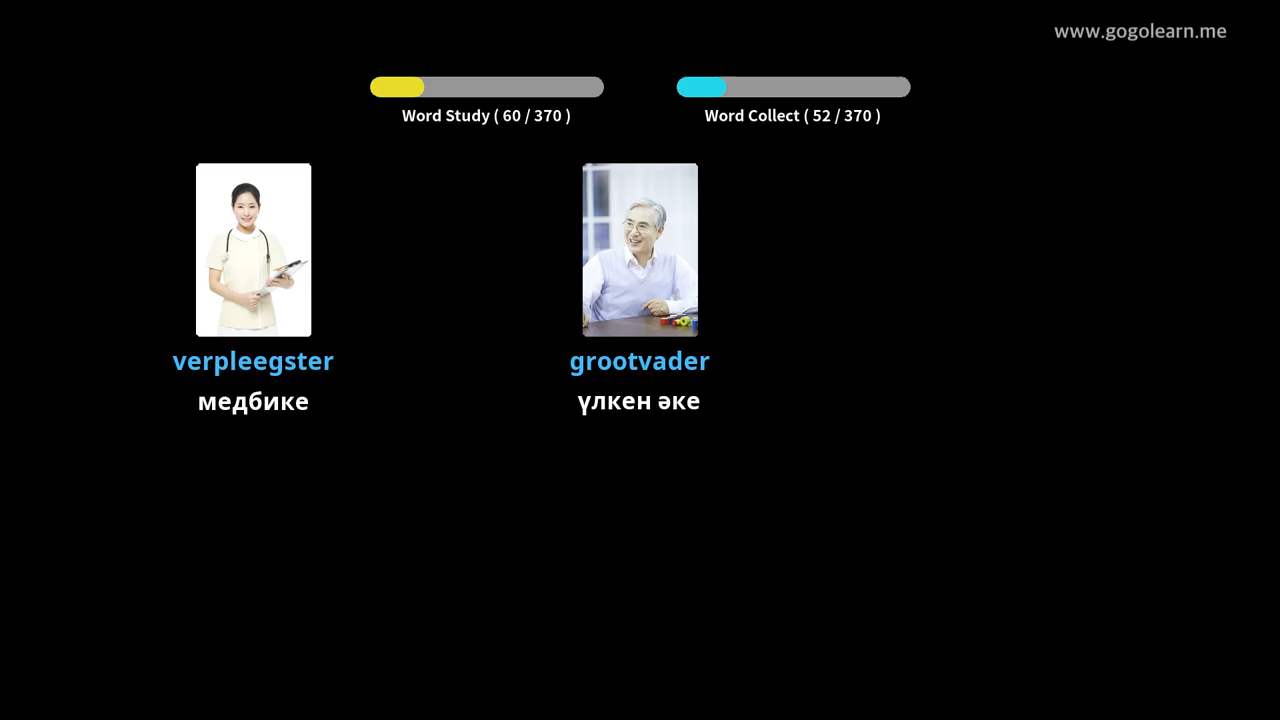 www.gogolearn.me
Word Study ( 60 / 370 )
Word Collect ( 52 / 370 )
verpleegster
медбике
grootvader
үлкен әке